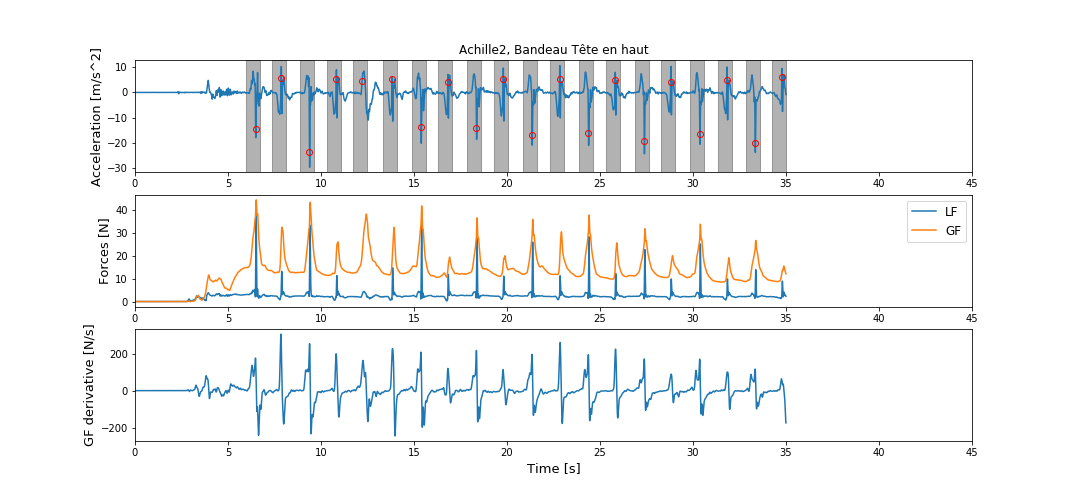 Achille2, Bandeau Tête en haut
Acceleration [m/s^2]
10
0
−10
−20
−30
0 5 10 15 20 25 30 35 40 45
Forces [N]
40
30
20
10
0
LF
GF
0 5 10 15 20 25 30 35 40 45
GF derivative [N/s]
200
0
−200
0 5 10 15 20 25 30 35 40 45
Time [s]